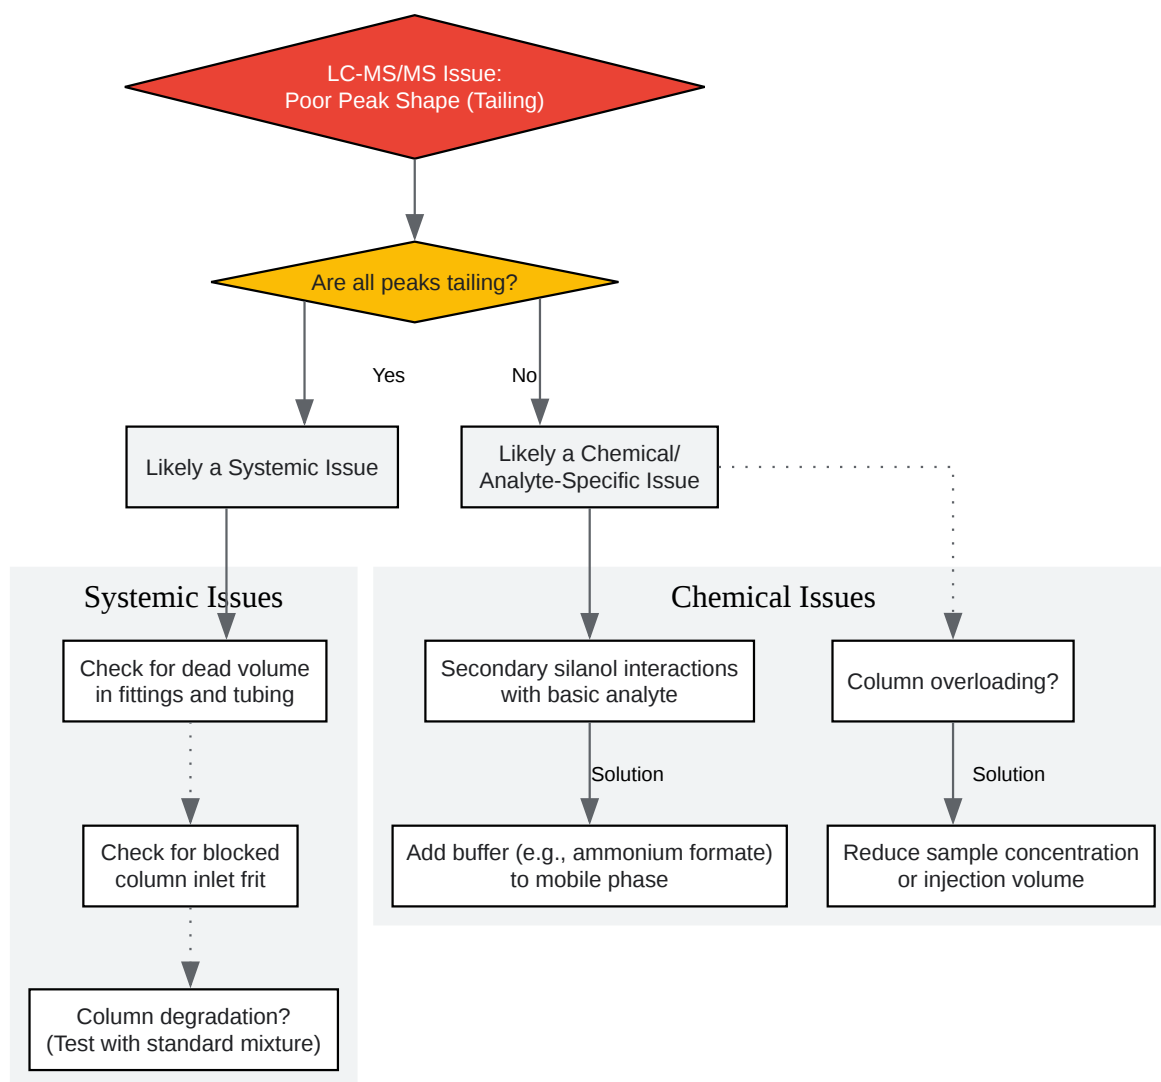 LC-MS/MS Issue:
Poor Peak Shape (Tailing)
Are all peaks tailing?
Yes
No
Likely a Systemic Issue
Likely a Chemical/
Analyte-Specific Issue
Systemic Issues
Check for dead volume
in fittings and tubing
Check for blocked
column inlet frit
Column degradation?
(Test with standard mixture)
Chemical Issues
Secondary silanol interactions
with basic analyte
Solution
Add buffer (e.g., ammonium formate)
to mobile phase
Column overloading?
Solution
Reduce sample concentration
or injection volume